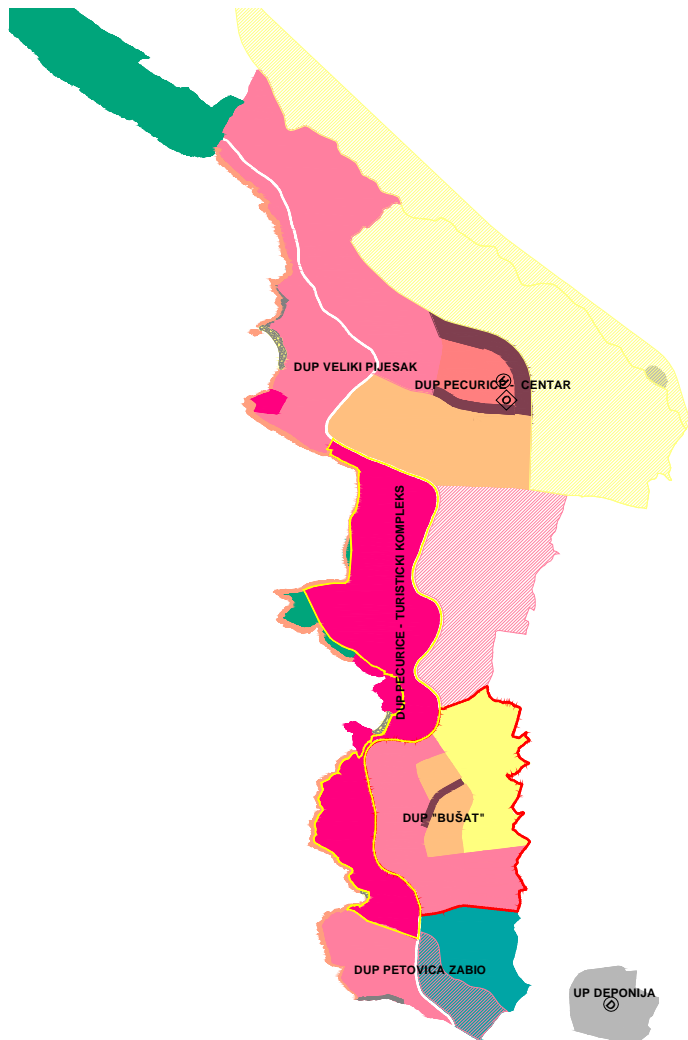 DUP VELIKI PIJESAK
DUP PECURICE - CENTAR
DUP PECURICE - TURISTICKI KOMPLEKS
DUP "BUŠAT"
DUP PETOVICA ZABIO
UP DEPONIJA
D